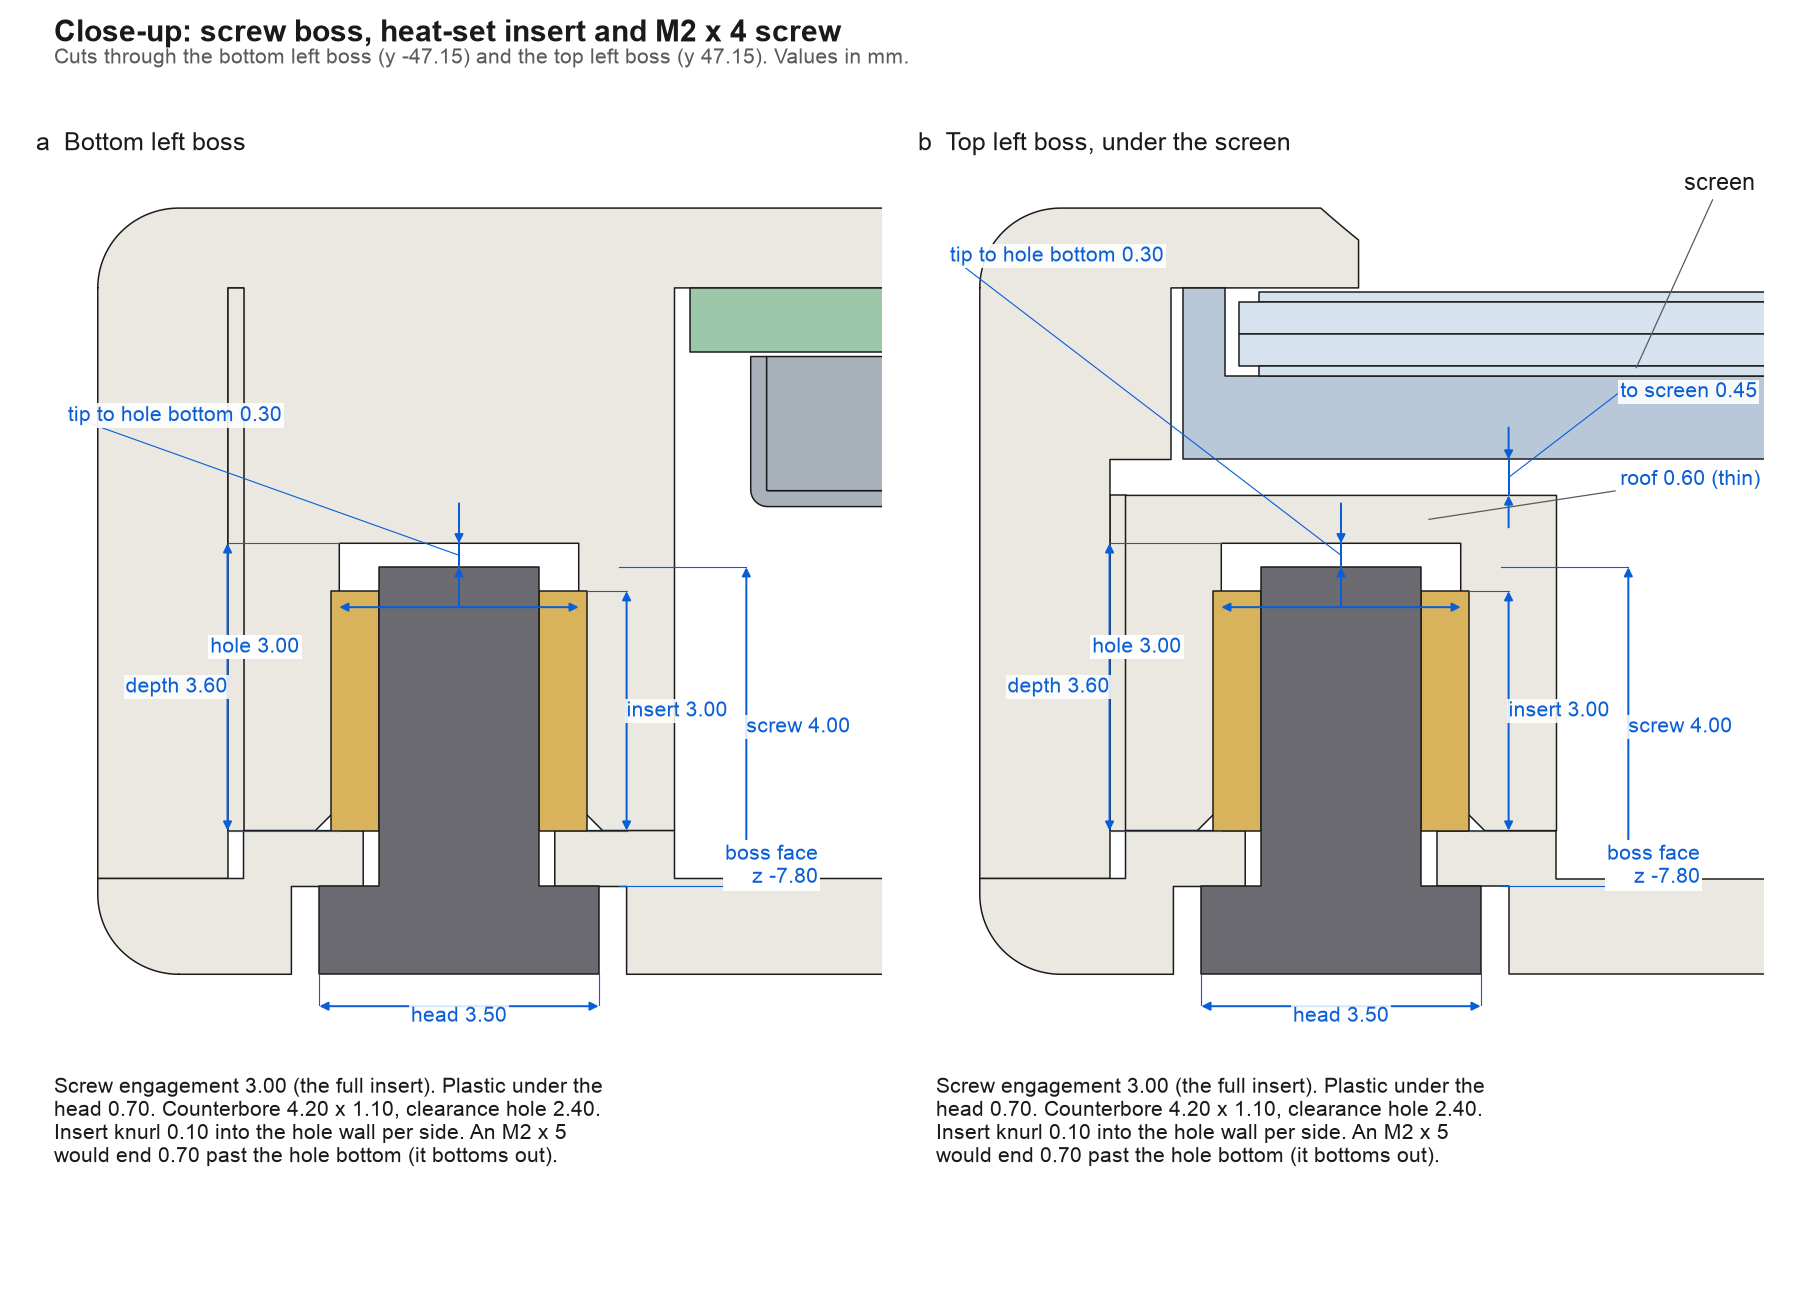 Close-up: screw boss, heat-set insert and M2 x 4 screw
Cuts through the bottom left boss (y -47.15) and the top left boss (y 47.15). Values in mm.
a Bottom left boss
tip to hole bottom 0.30
hole 3.00
depth 3.60
insert 3.00
screw 4.00
boss face
z -7.80
head 3.50
Screw engagement 3.00 (the full insert). Plastic under the
head 0.70. Counterbore 4.20 x 1.10, clearance hole 2.40.
Insert knurl 0.10 into the hole wall per side. An M2 x 5
would end 0.70 past the hole bottom (it bottoms out).
b Top left boss, under the screen
screen
tip to hole bottom 0.30
to screen 0.45
roof 0.60 (thin)
hole 3.00
depth 3.60
insert 3.00
screw 4.00
boss face
z -7.80
head 3.50
Screw engagement 3.00 (the full insert). Plastic under the
head 0.70. Counterbore 4.20 x 1.10, clearance hole 2.40.
Insert knurl 0.10 into the hole wall per side. An M2 x 5
would end 0.70 past the hole bottom (it bottoms out).